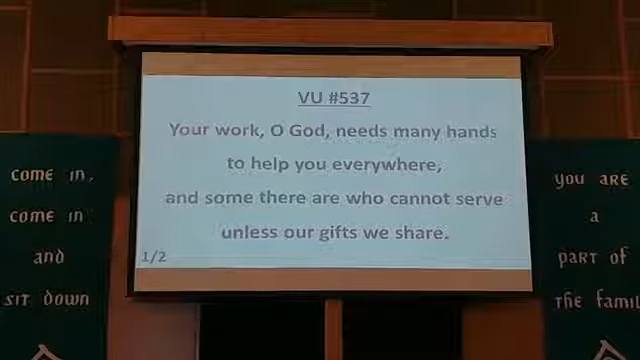 VU #537
Your work, O God, needs many hands
to help you everywhere,
and some there are who cannot serve
unless our gifts we share.
1/2
come in,
come in
and
sit down
you are
a
part of
the famil